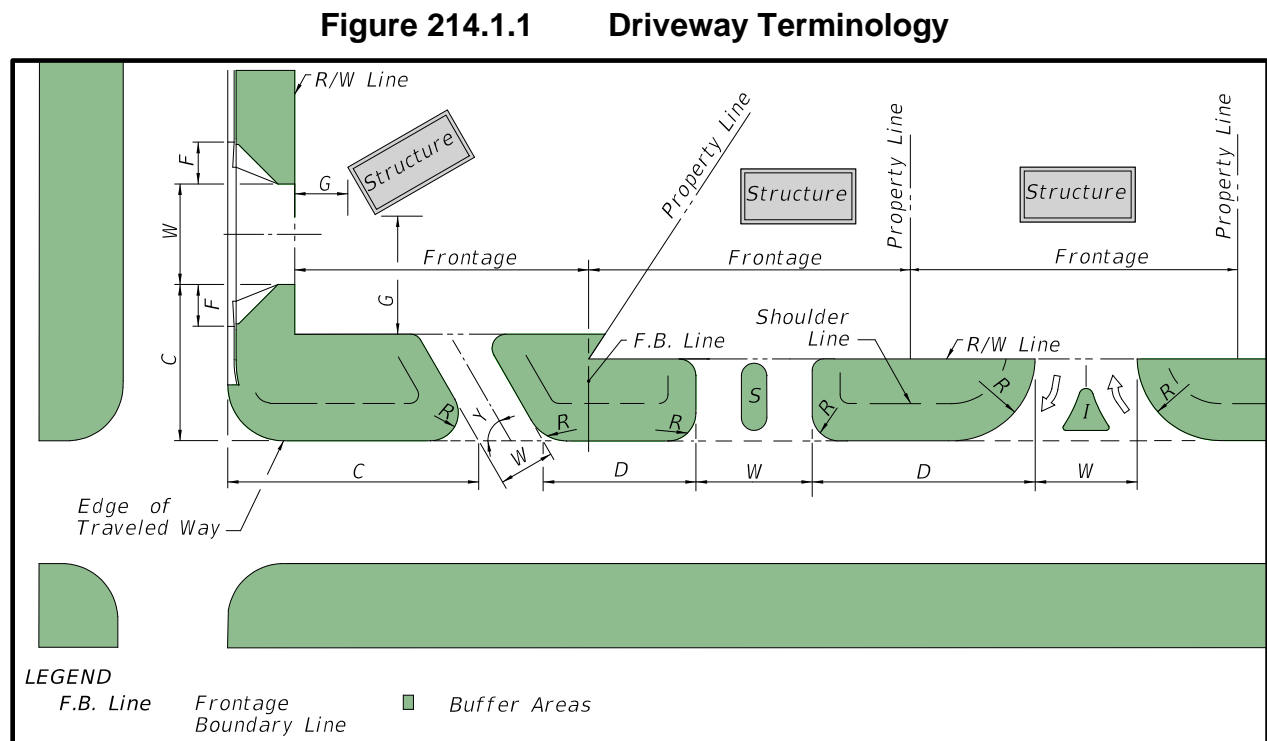 Figure 214.1.1 Driveway Terminology
R/W Line
Structure
Property Line
Structure
Property Line
Structure
Property Line
F
G
W
Frontage
Frontage
Frontage
F
G
C
Shoulder
Line
F.B. Line
R/W Line
S
R
R
I
R
Y
R
R
R
W
C
D
W
D
W
Edge of
Traveled Way
LEGEND
F.B. Line Frontage Boundary Line
Buffer Areas